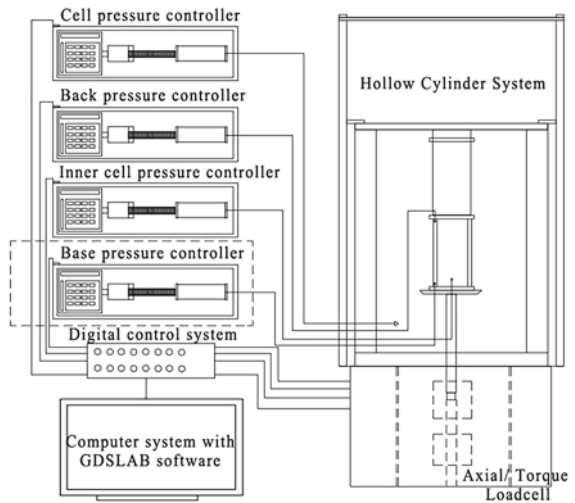 Cell pressure controller
Back pressure controller
Inner cell pressure controller
Base pressure controller
Digital control system
Computer system with
GDSLAB software
Hollow Cylinder System
Axial/ Torque
Loadcell